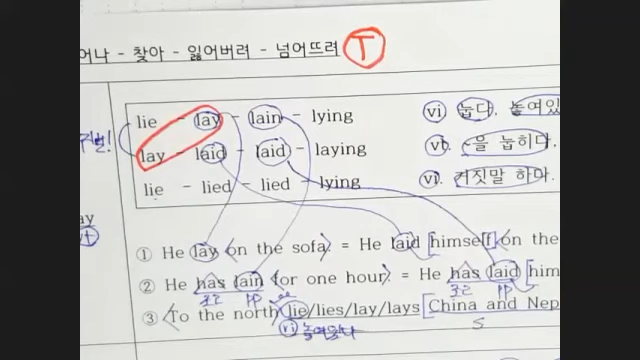 어나 - 찾아 - 잃어버려 - 넘어뜨려 T
lie - lay - lain - lying vi 눕다. 놓여있
lay - laid - laid - laying vt -을 눕히다.
lie - lied - lied - lying vi. 거짓말 하다.
ay
vt
① He lay <on the sofa> = He laid [himself] <on the
② He has lain <for one hour> = He has laid [him
pp pp
③ <To the north> lie/lies/lay/lays [China and Nep
vi 놓여있다 S